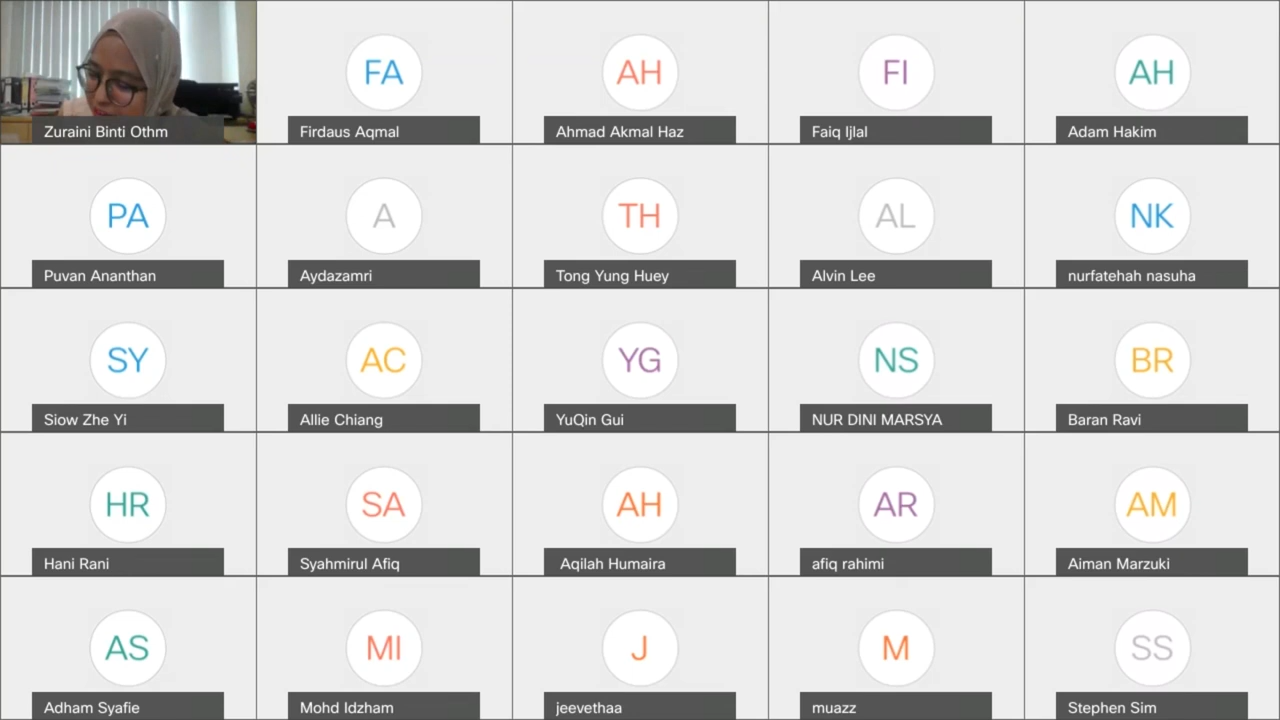 Zuraini Binti Othm
FA
Firdaus Aqmal
AH
Ahmad Akmal Haz
FI
Faiq Ijlal
AH
Adam Hakim
PA
Puvan Ananthan
A
Aydazamri
TH
Tong Yung Huey
AL
Alvin Lee
NK
nurfatehah nasuha
SY
Siow Zhe Yi
AC
Allie Chiang
YG
YuQin Gui
NS
NUR DINI MARSYA
BR
Baran Ravi
HR
Hani Rani
SA
Syahmirul Afiq
AH
Aqilah Humaira
AR
afiq rahimi
AM
Aiman Marzuki
AS
Adham Syafie
MI
Mohd Idzham
J
jeevethaa
M
muazz
SS
Stephen Sim